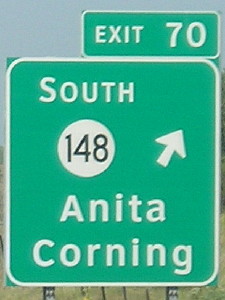 EXIT 70
SOUTH
148
Anita
Corning